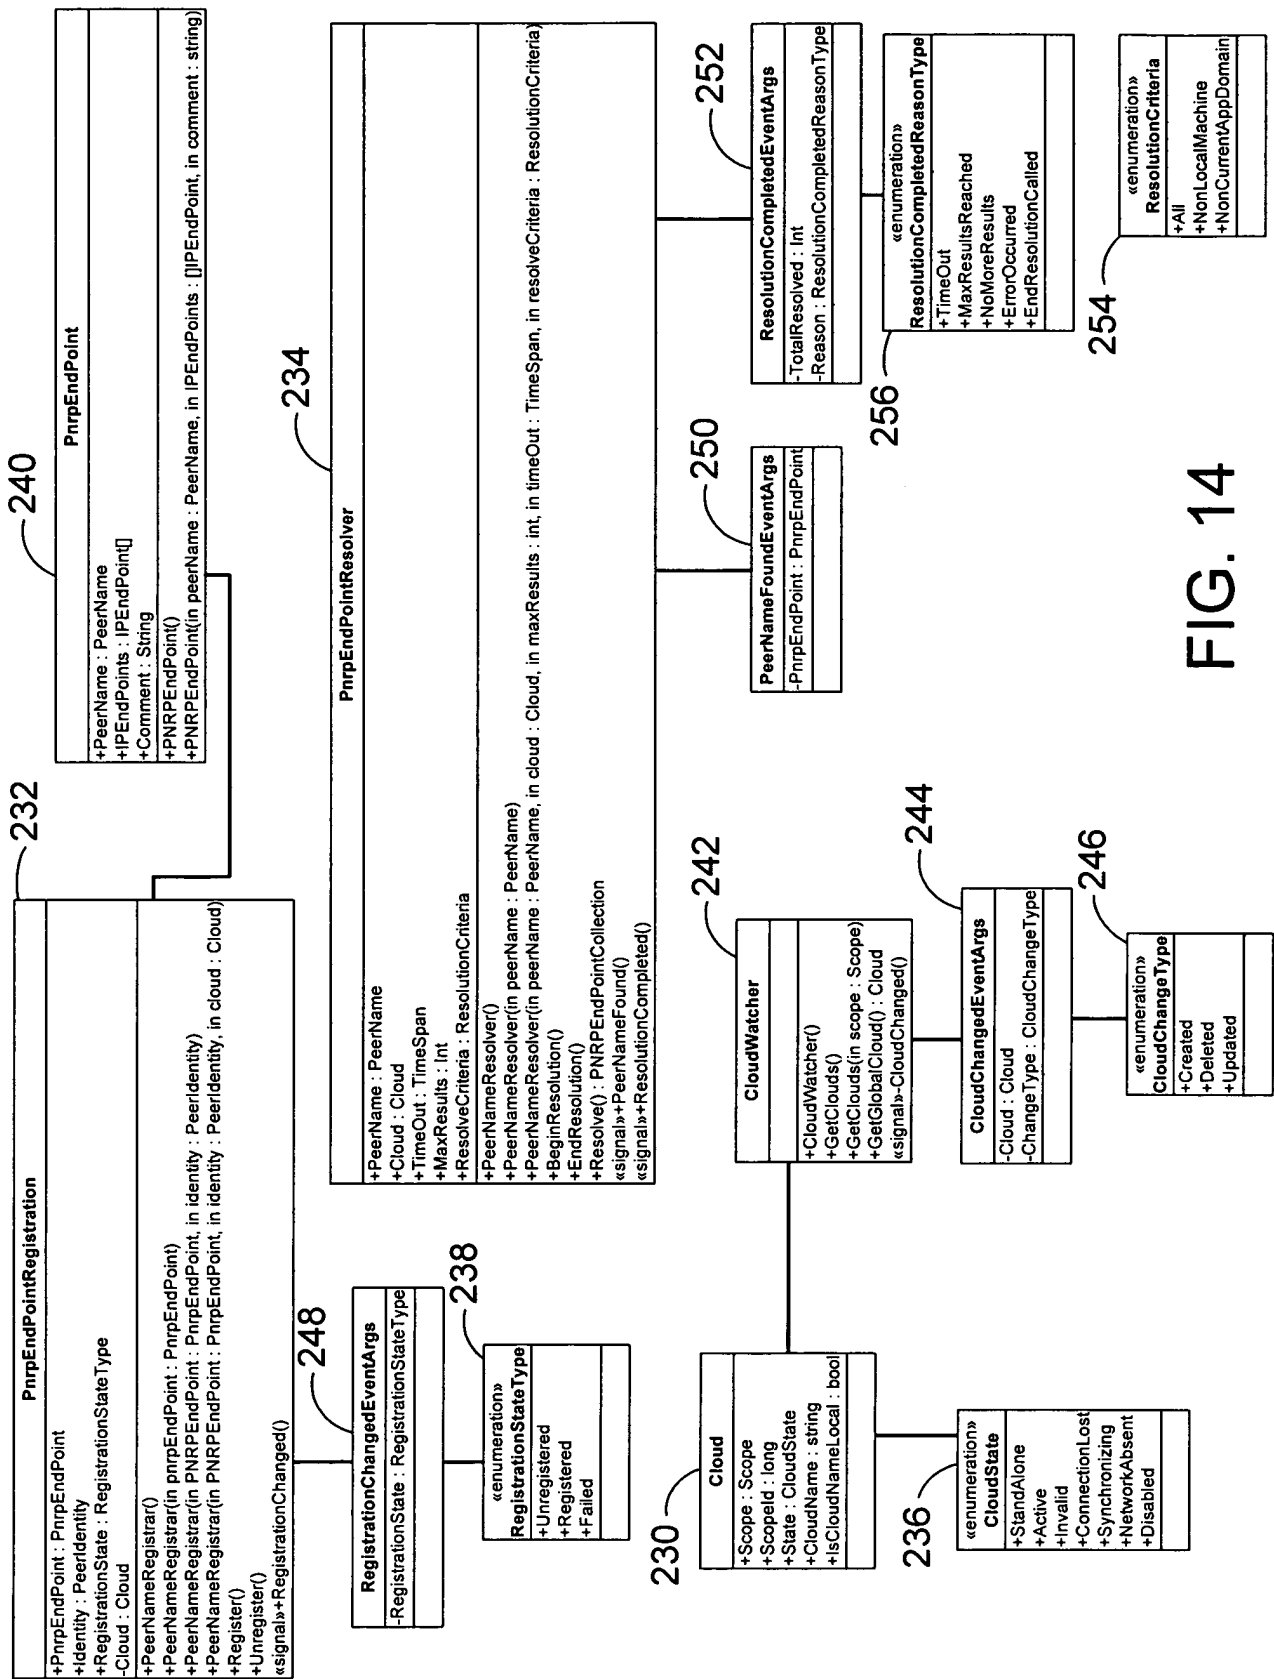 232
PnrpEndPointRegistration
+PnrpEndPoint : PnrpEndPoint
+Identity : PeerIdentity
+RegistrationState : RegistrationStateType
-Cloud : Cloud
+PeerNameRegistrar()
+PeerNameRegistrar(in pnrpEndPoint : PnrpEndPoint)
+PeerNameRegistrar(in PNRPEndPoint : PnrpEndPoint, in identity : PeerIdentity)
+PeerNameRegistrar(in PNRPEndPoint : PnrpEndPoint, in identity : PeerIdentity, in cloud : Cloud)
+Register()
+Unregister()
«signal»+RegistrationChanged()
240
PnrpEndPoint
+PeerName : PeerName
+IPEndPoints : IPEndPoint[]
+Comment : String
+PNRPEndPoint()
+PNRPEndPoint(in peerName : PeerName, in IPEndPoints : []IPEndPoint, in comment : string)
248
RegistrationChangedEventArgs
-RegistrationState : RegistrationStateType
238
«enumeration»
RegistrationStateType
+Unregistered
+Registered
+Failed
234
PnrpEndPointResolver
+PeerName : PeerName
+Cloud : Cloud
+TimeOut : TimeSpan
+MaxResults : Int
+ResolveCriteria : ResolutionCriteria
+PeerNameResolver()
+PeerNameResolver(in peerName : PeerName)
+PeerNameResolver(in peerName : PeerName, in cloud : Cloud, in maxResults : int, in timeOut : TimeSpan, in resolveCriteria : ResolutionCriteria)
+BeginResolution()
+EndResolution()
+Resolve() : PNRPEndPointCollection
«signal»+PeerNameFound()
«signal»+ResolutionCompleted()
230
Cloud
+Scope : Scope
+ScopeId : long
+State : CloudState
+CloudName : string
+IsCloudNameLocal : bool
236
«enumeration»
CloudState
+StandAlone
+Active
+Invalid
+ConnectionLost
+Synchronizing
+NetworkAbsent
+Disabled
242
CloudWatcher
+CloudWatcher()
+GetClouds()
+GetClouds(in scope : Scope)
+GetGlobalCloud() : Cloud
«signal»-CloudChanged()
244
CloudChangedEventArgs
-Cloud : Cloud
-ChangeType : CloudChangeType
246
«enumeration»
CloudChangeType
+Created
+Deleted
+Updated
250
PeerNameFoundEventArgs
-PnrpEndPoint : PnrpEndPoint
252
ResolutionCompletedEventArgs
-TotalResolved : Int
-Reason : ResolutionCompletedReasonType
256
«enumeration»
ResolutionCompletedReasonType
+TimeOut
+MaxResultsReached
+NoMoreResults
+ErrorOccurred
+EndResolutionCalled
254
«enumeration»
ResolutionCriteria
+All
+NonLocalMachine
+NonCurrentAppDomain
FIG. 14